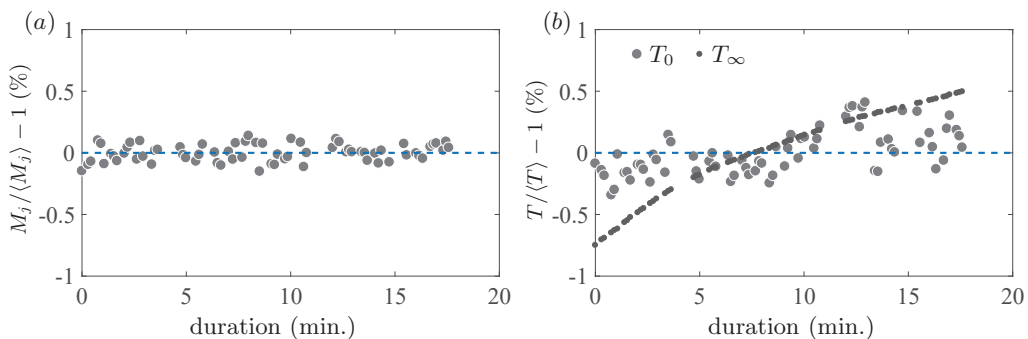 (a)
1
0.5
0
-0.5
-1
M_j/⟨M_j⟩ − 1 (%)
0 5 10 15 20
duration (min.)
(b)
1
0.5
0
-0.5
-1
T/⟨T⟩ − 1 (%)
T_0 T_∞
0 5 10 15 20
duration (min.)